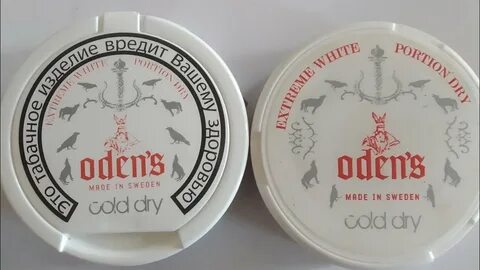 Это табачное изделие вредит Вашему здоровью
EXTREME WHITE PORTION DRY
oden's
MADE IN SWEDEN
cold dry
EXTREME WHITE PORTION DRY
oden's
MADE IN SWEDEN
cold dry